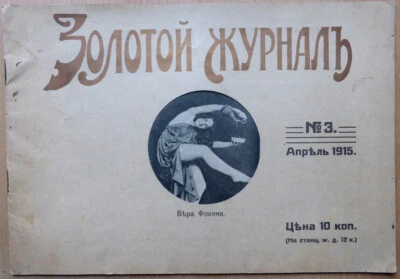 Золотой Журналъ
№ 3.
Апрѣль 1915.
Вѣра Фокина.
Цѣна 10 коп.
(На станц. ж. д. 12 к.)